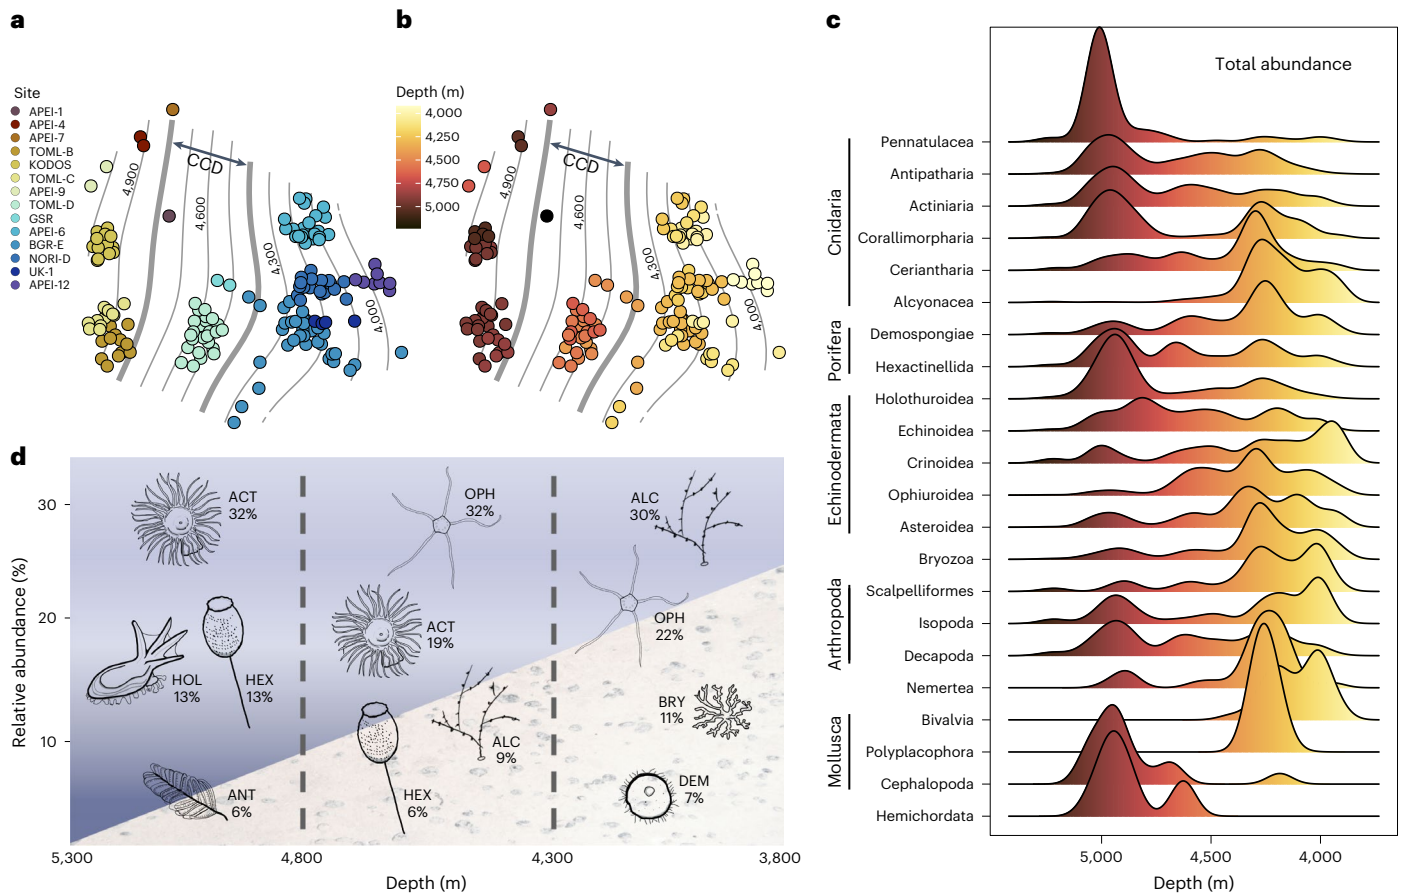 a
Site
APEI-1
APEI-4
APEI-7
TOML-B
KODOS
TOML-C
APEI-9
TOML-D
GSR
APEI-6
BGR-E
NORI-D
UK-1
APEI-12
CCD
4,900
4,600
4,300
4,000
b
Depth (m)
4,000
4,250
4,500
4,750
5,000
CCD
4,900
4,600
4,300
4,000
c
Total abundance
Cnidaria
Pennatulacea
Antipatharia
Actiniaria
Corallimorpharia
Ceriantharia
Alcyonacea
Porifera
Demospongiae
Hexactinellida
Echinodermata
Holothuroidea
Echinoidea
Crinoidea
Ophiuroidea
Asteroidea
Bryozoa
Arthropoda
Scalpelliformes
Isopoda
Decapoda
Nemertea
Mollusca
Bivalvia
Polyplacophora
Cephalopoda
Hemichordata
5,000
4,500
4,000
Depth (m)
d
Relative abundance (%)
30
20
10
ACT
32%
HOL
13%
HEX
13%
ANT
6%
OPH
32%
ACT
19%
ALC
9%
HEX
6%
ALC
30%
OPH
22%
BRY
11%
DEM
7%
5,300
4,800
4,300
3,800
Depth (m)